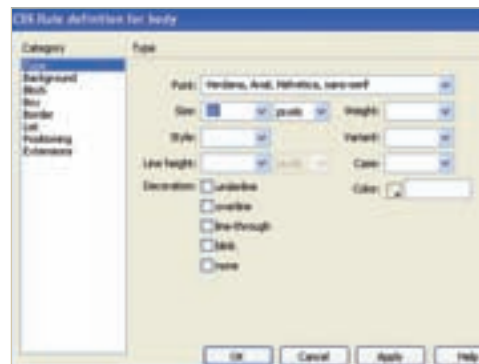 CSS Rule definition for body
Category
Type
Type
Background
Block
Box
Border
List
Positioning
Extensions
Font: Verdana, Arial, Helvetica, sans-serif
Size: pixels Weight:
Style: Variant:
Line height: Case:
Decoration: underline Color:
overline
line-through
blink
none
OK Cancel Apply Help